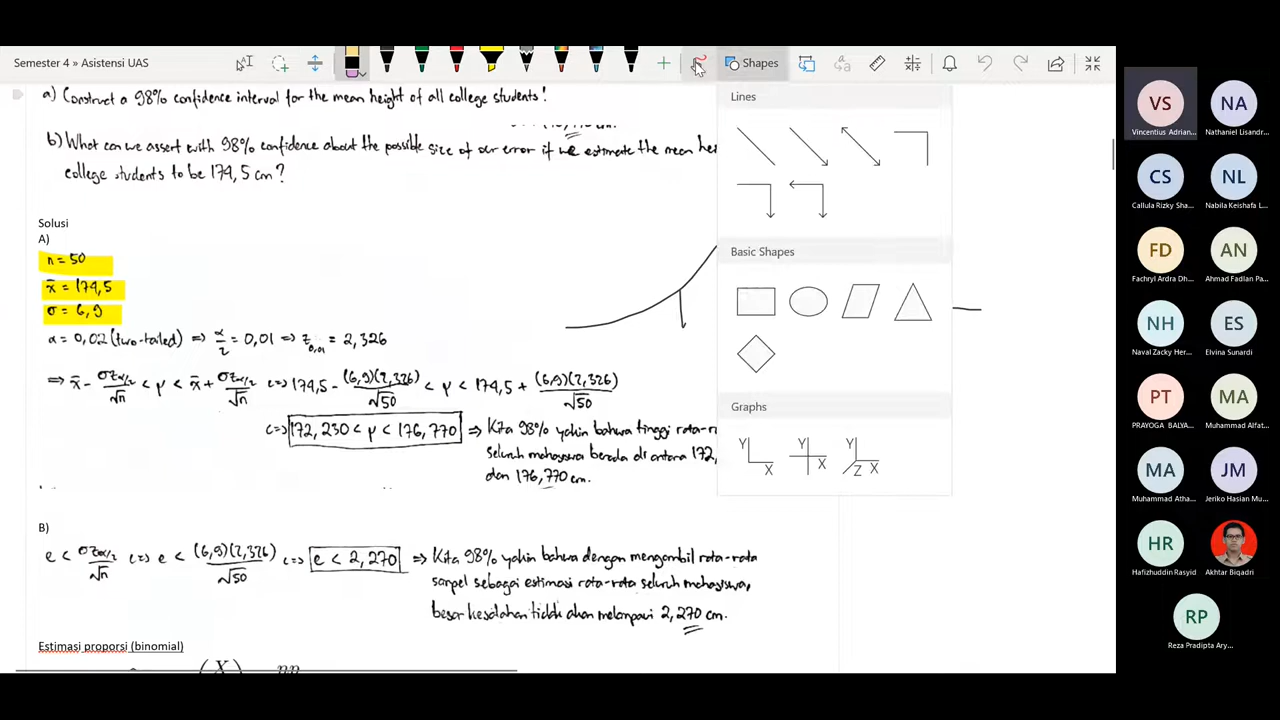 Semester 4 » Asistensi UAS
Shapes
a) Construct a 98% confidence interval for the mean height of all college students!
b) What can we assert with 98% confidence about the possible size of our error if we estimate the mean hei
college students to be 174,5 cm?
Solusi
A)
n = 50
x̄ = 174,5
σ = 6,9
α = 0,02 (two-tailed) => α/2 = 0,01 => z0,01 = 2,326
=> x̄ - σzα/2/√n < μ < x̄ + σzα/2/√n <=> 174,5 - (6,9)(2,326)/√50 < μ < 174,5 + (6,9)(2,326)/√50
<=> 172,230 < μ < 176,770 => Kita 98% yakin bahwa tinggi rata-r
seluruh mahasiswa berada di antara 172,
dan 176,770 cm.
B)
e < σzα/2/√n <=> e < (6,9)(2,326)/√50 <=> e < 2,270 => Kita 98% yakin bahwa dengan mengambil rata-rata
sampel sebagai estimasi rata-rata seluruh mahasiswa,
besar kesalahan tidak akan melampaui 2,270 cm.
Estimasi proporsi (binomial)
Lines
Basic Shapes
Graphs
Y X
Y X
Y Z X
VS
Vincentius Adrian...
NA
Nathaniel Lisandr...
CS
Callula Rizky Sha...
NL
Nabila Keishafa L...
FD
Fachryl Ardra Dh...
AN
Ahmad Fadlan Pa...
NH
Naval Zacky Her...
ES
Elvina Sunardi
PT
PRAYOGA BALYA...
MA
Muhammad Alfat...
MA
Muhammad Atha...
JM
Jeriko Hasian Mu...
HR
Hafizhuddin Rasyid
Akhtar Biqadri
RP
Reza Pradipta Ary...